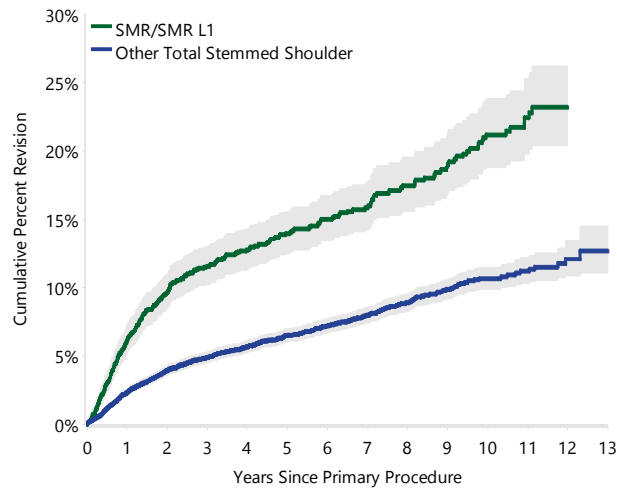 30%
SMR/SMR L1
Other Total Stemmed Shoulder
25%
20%
15%
10%
5%
0%
Cumulative Percent Revision
0 1 2 3 4 5 6 7 8 9 10 11 12 13
Years Since Primary Procedure